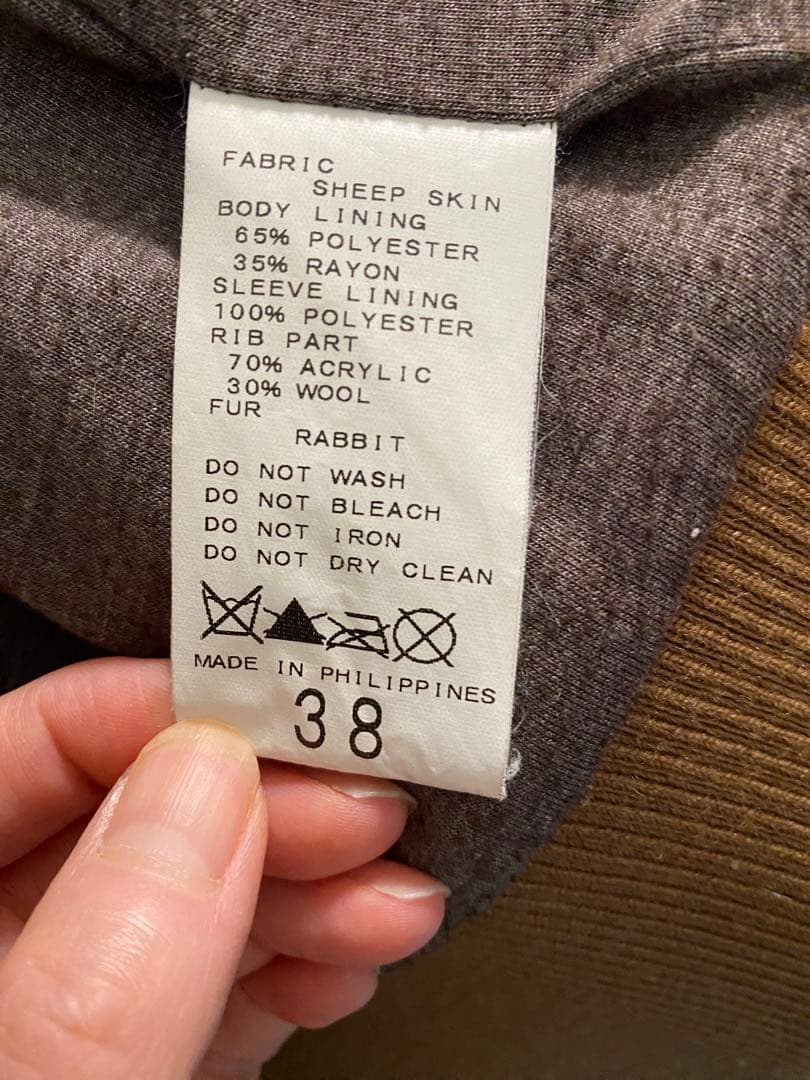 FABRIC
SHEEP SKIN
BODY LINING
65% POLYESTER
35% RAYON
SLEEVE LINING
100% POLYESTER
RIB PART
70% ACRYLIC
30% WOOL
FUR
RABBIT
DO NOT WASH
DO NOT BLEACH
DO NOT IRON
DO NOT DRY CLEAN
MADE IN PHILIPPINES
38